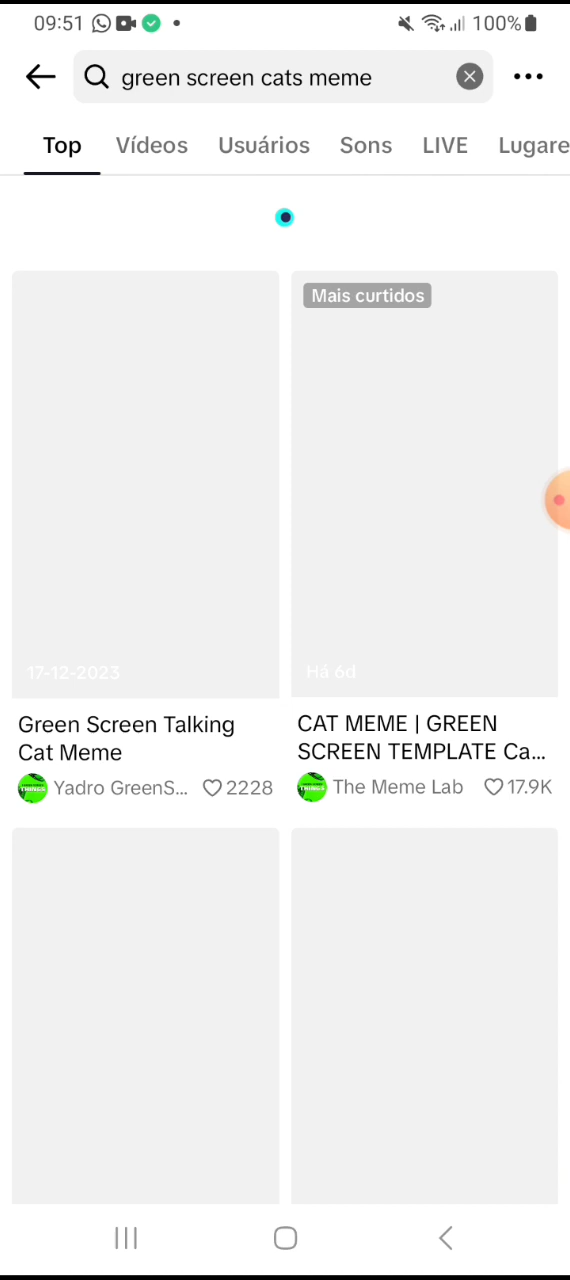 09:51
100%
green screen cats meme
Top Vídeos Usuários Sons LIVE Lugare
Mais curtidos
17-12-2023
Há 6d
Green Screen Talking
Cat Meme
Yadro GreenS... 2228
CAT MEME | GREEN
SCREEN TEMPLATE Ca...
The Meme Lab 17.9K